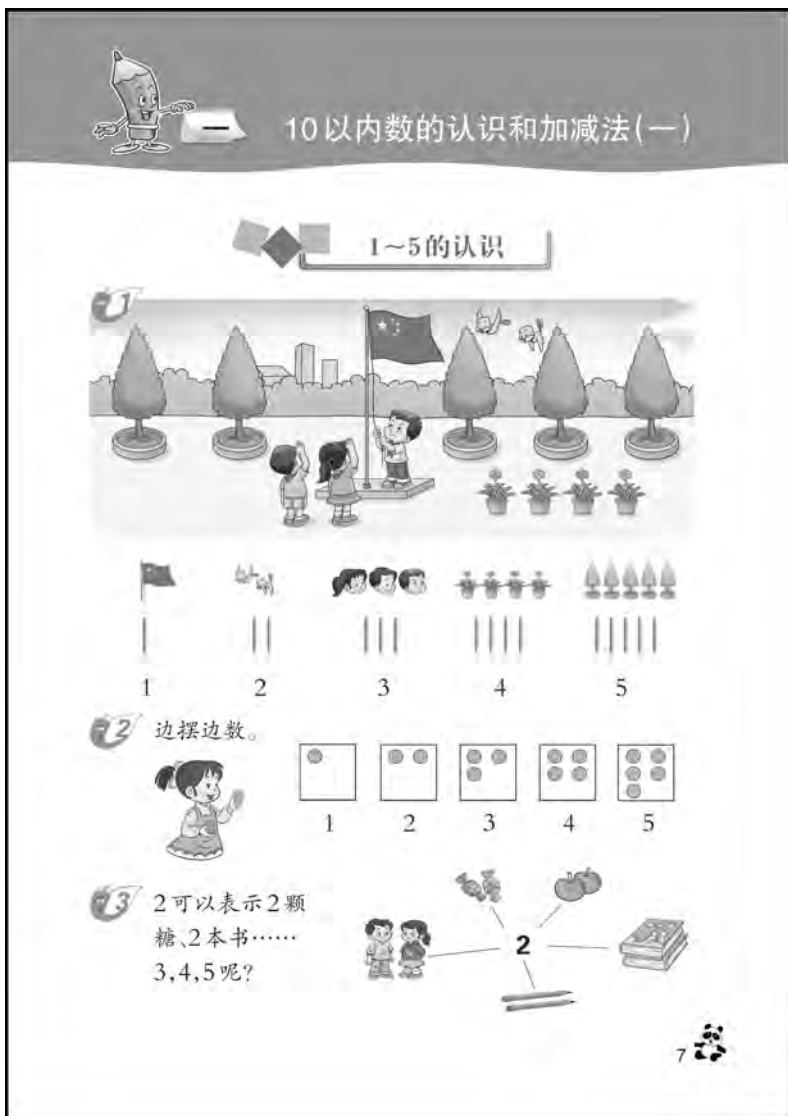 一
10以内数的认识和加减法(一)
1~5的认识
1
1 2 3 4 5
2 边摆边数。
1 2 3 4 5
3 2可以表示2颗
糖、2本书……
3,4,5呢?
2
7